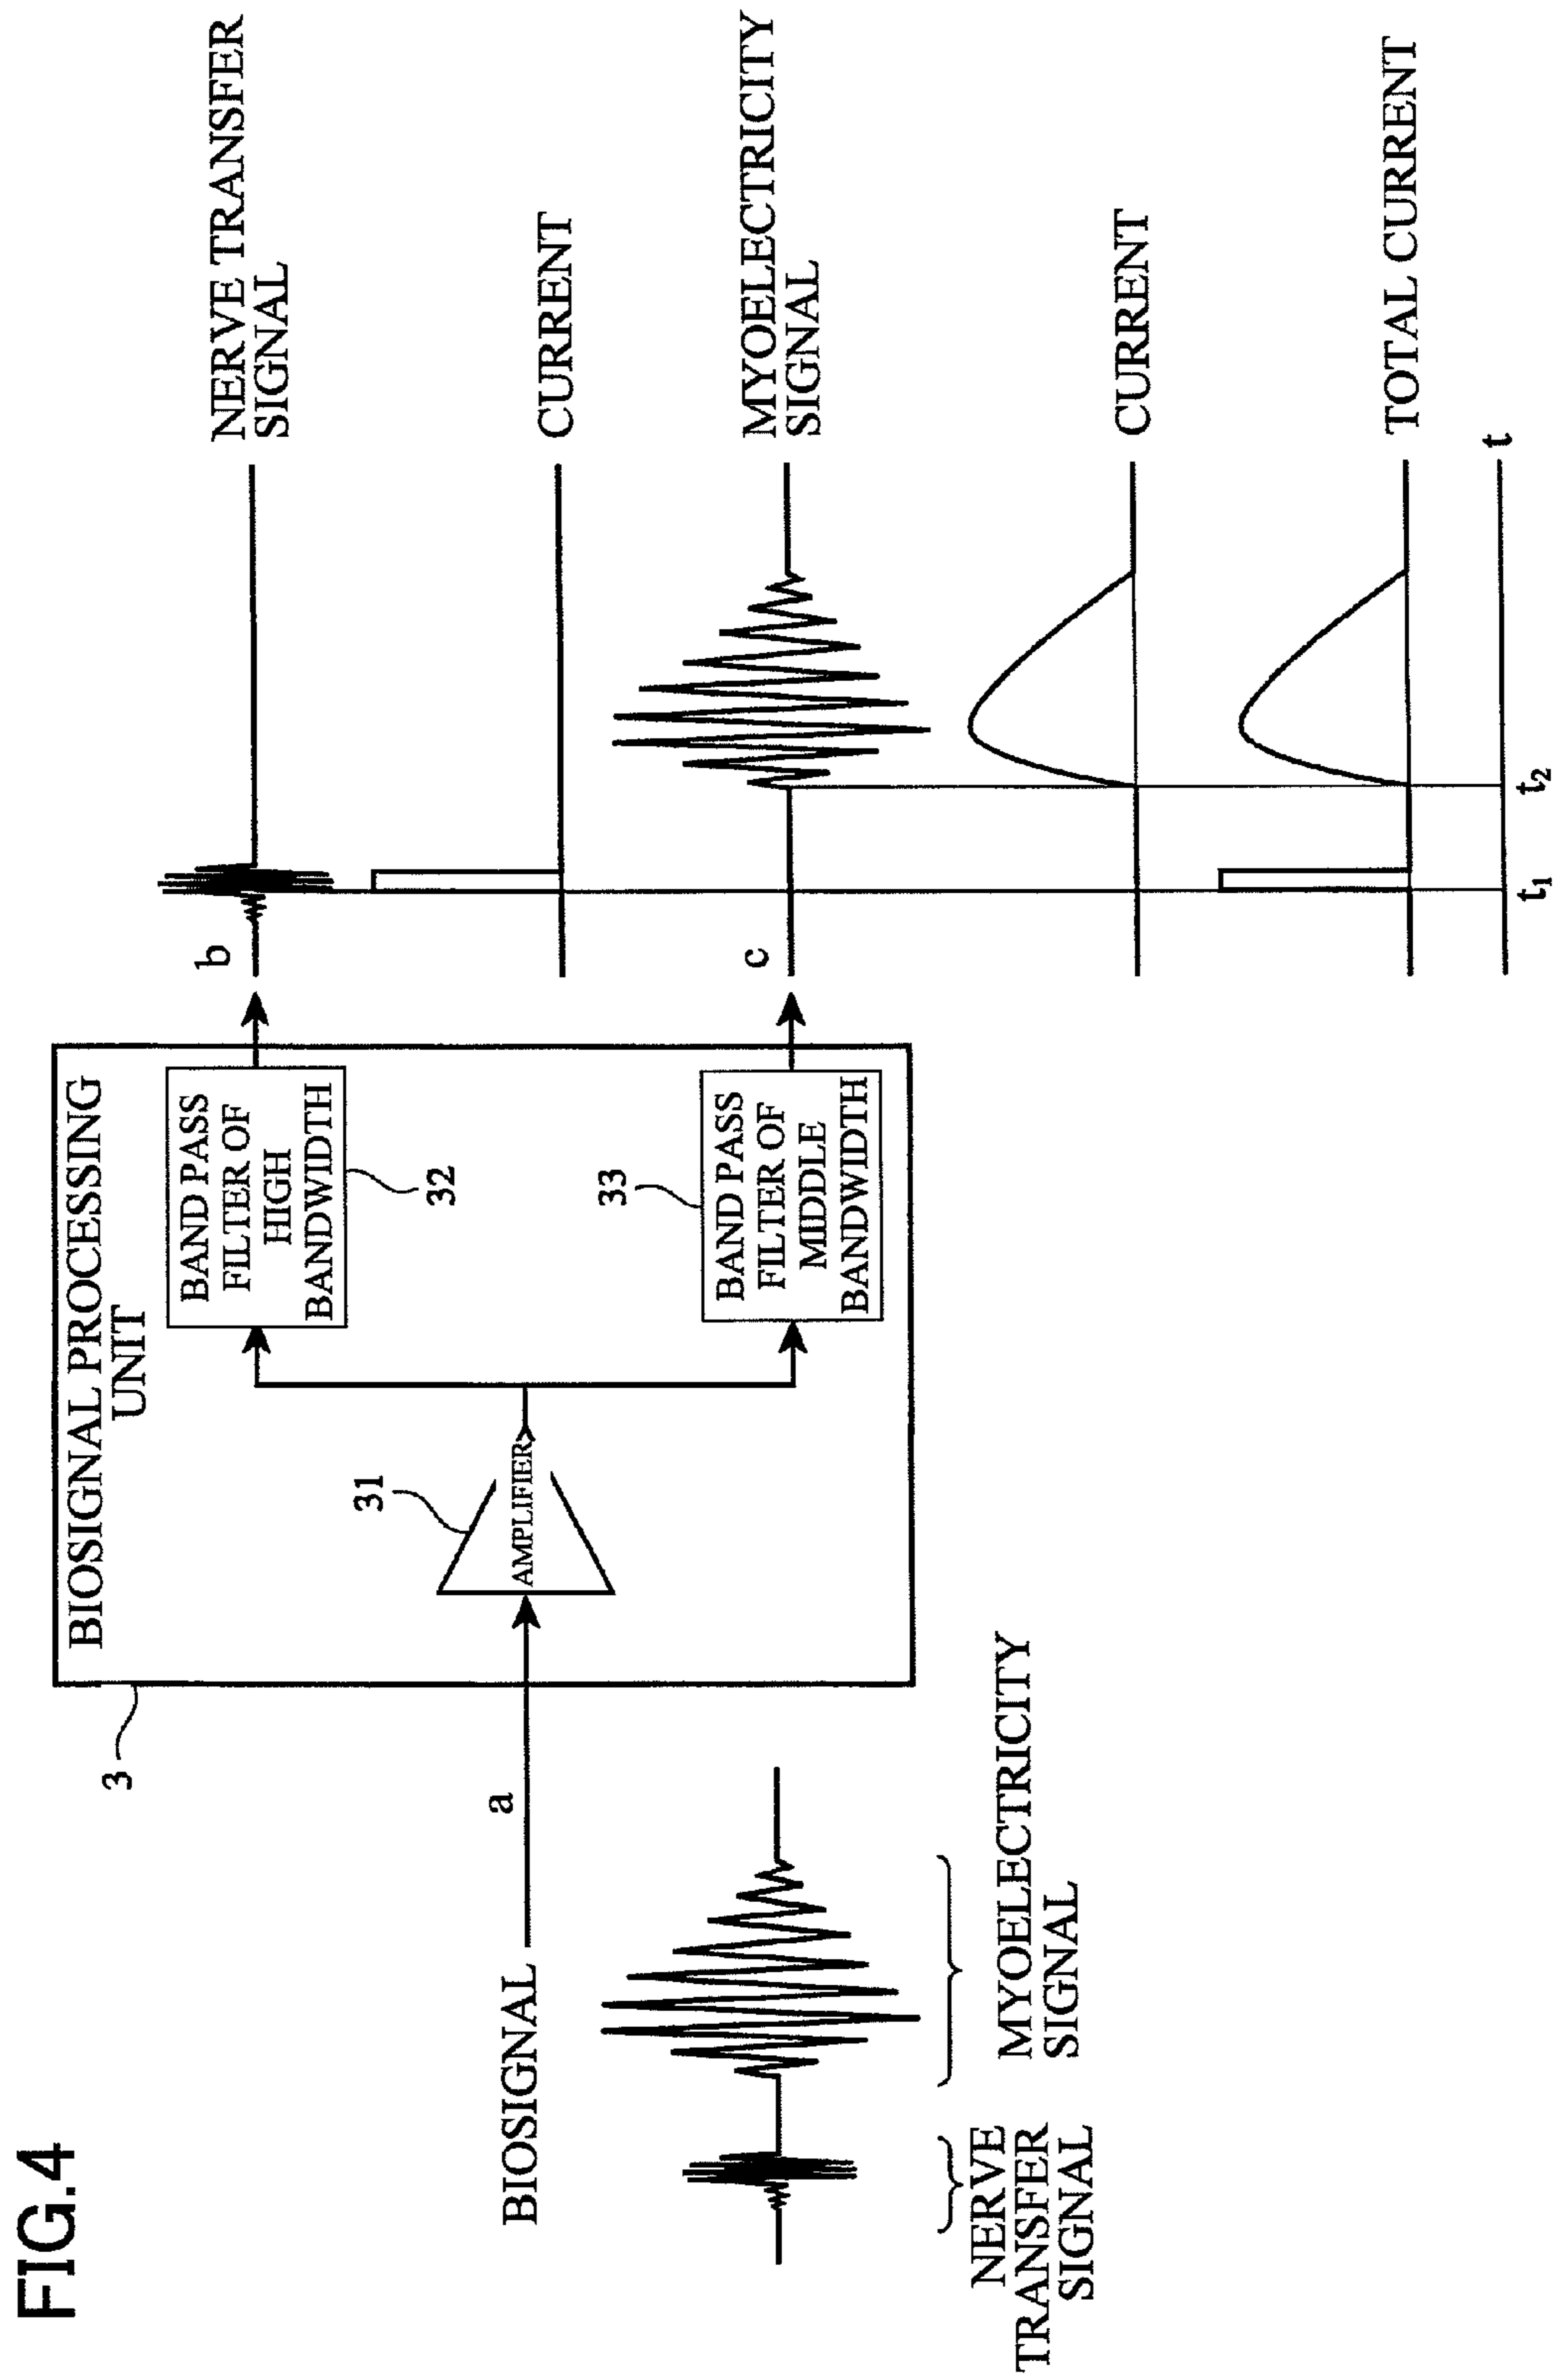 FIG.4
BIOSIGNAL
a
NERVE
TRANSFER
SIGNAL
MYOELECTRICITY
SIGNAL
3
BIOSIGNAL PROCESSING
UNIT
31
AMPLIFIER
BAND PASS
FILTER OF
HIGH
BANDWIDTH
32
33
BAND PASS
FILTER OF
MIDDLE
BANDWIDTH
b
NERVE TRANSFER
SIGNAL
CURRENT
c
MYOELECTRICITY
SIGNAL
CURRENT
TOTAL CURRENT
t1
t2
t